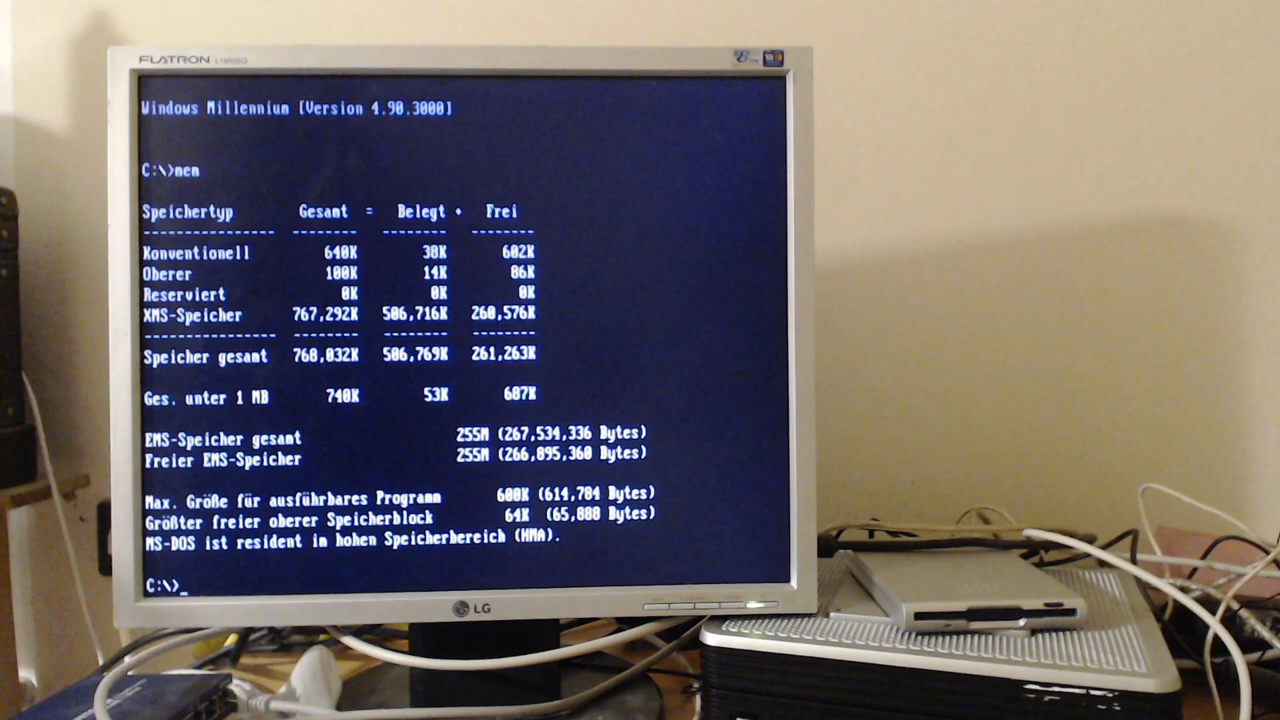 FLATRON L1950SQ
Windows Millennium [Version 4.90.3000]
C:\>mem
Speichertyp Gesamt = Belegt + Frei
---------------- -------- -------- --------
Konventionell 640K 38K 602K
Oberer 100K 14K 86K
Reserviert 0K 0K 0K
XMS-Speicher 767,292K 506,716K 260,576K
---------------- -------- -------- --------
Speicher gesamt 768,032K 506,769K 261,263K
Ges. unter 1 MB 740K 53K 687K
EMS-Speicher gesamt 255M (267,534,336 Bytes)
Freier EMS-Speicher 255M (266,895,360 Bytes)
Max. Größe für ausführbares Programm 600K (614,784 Bytes)
Größter freier oberer Speicherblock 64K (65,888 Bytes)
MS-DOS ist resident im hohen Speicherbereich (HMA).
C:\>_
LG